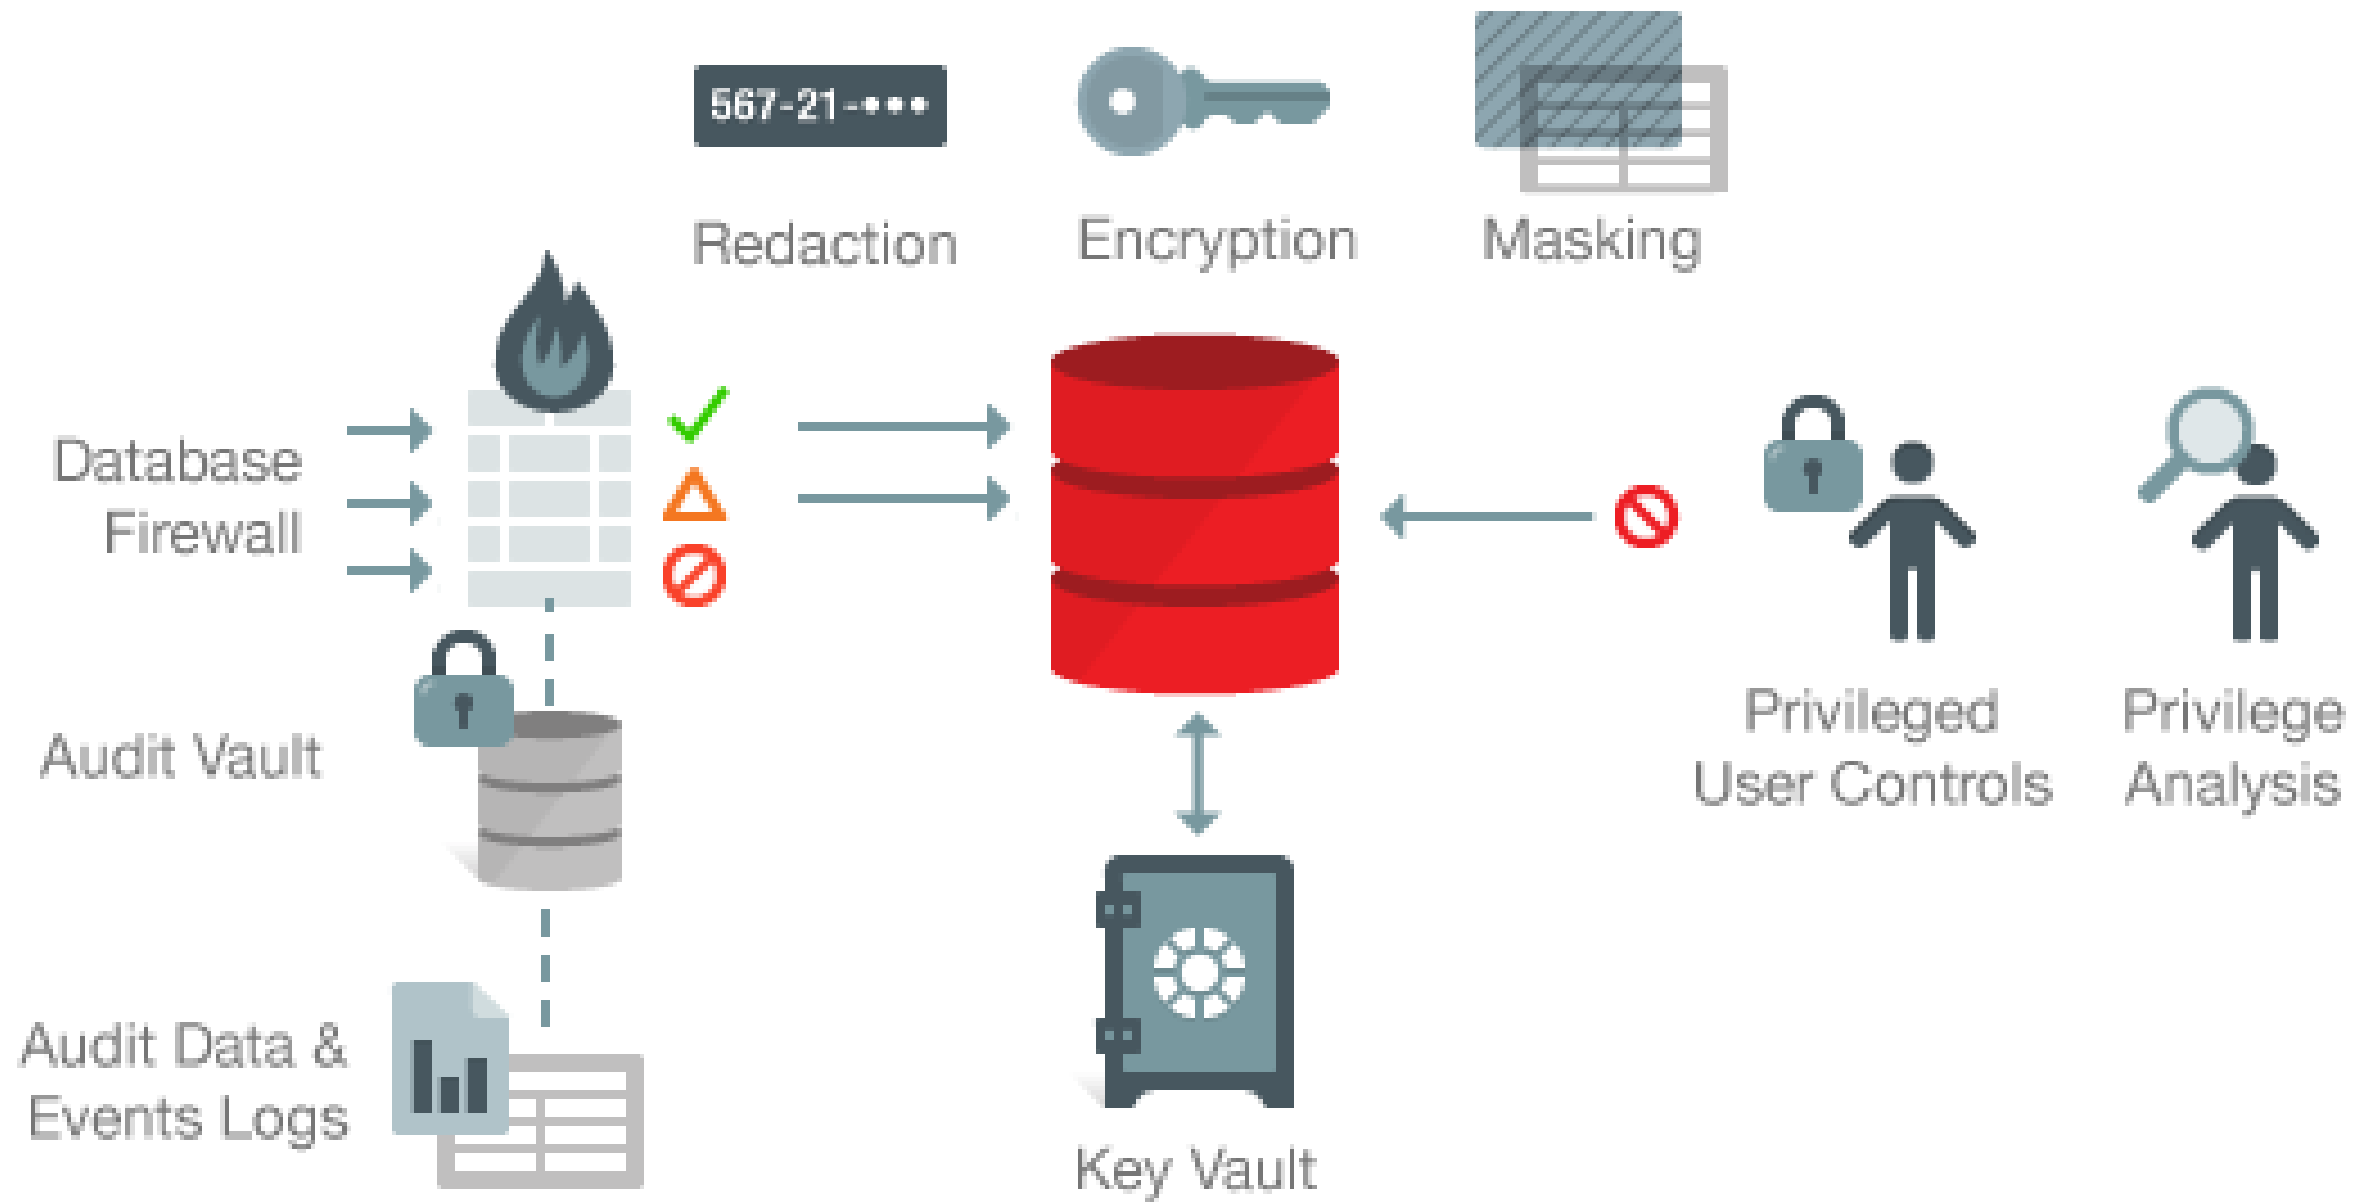 567-21-•••
Redaction
Encryption
Masking
Database
Firewall
Audit Vault
Audit Data &
Events Logs
Key Vault
Privileged
User Controls
Privilege
Analysis